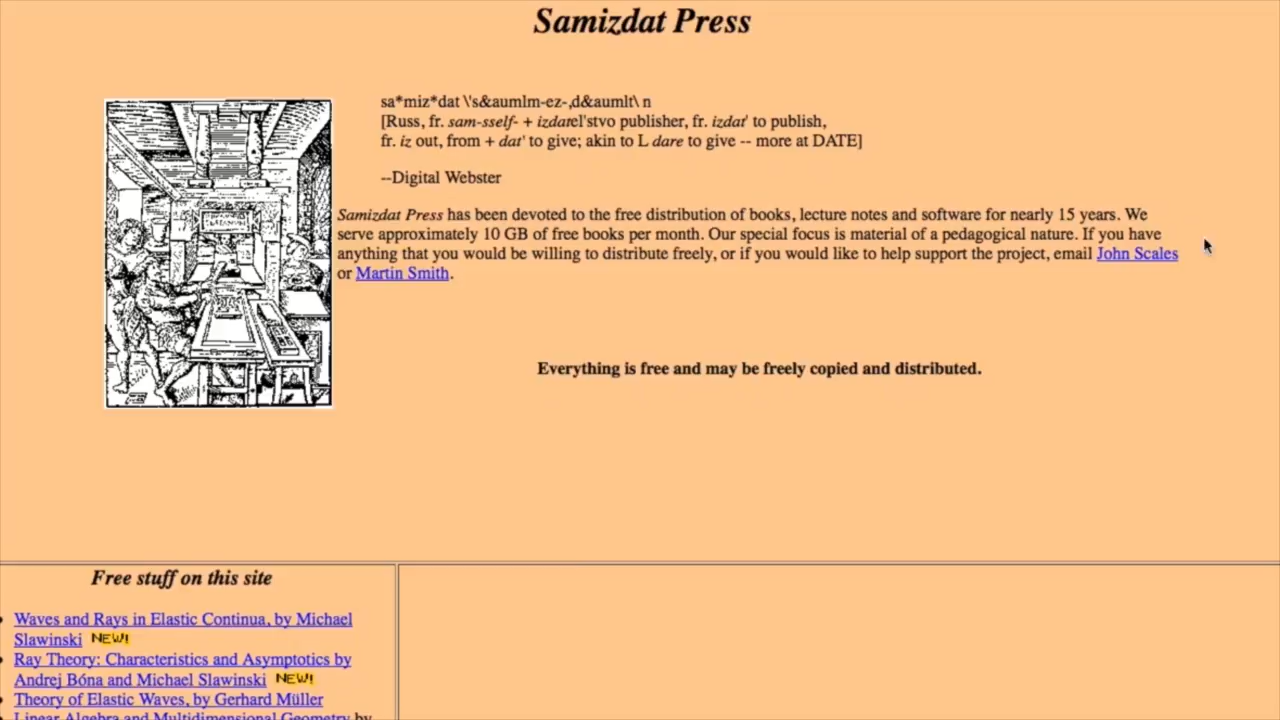 Samizdat Press
sa*miz*dat \'s&aumlm-ez-,d&aumlt\ n
[Russ, fr. sam-sself- + izdatel'stvo publisher, fr. izdat' to publish,
fr. iz out, from + dat' to give; akin to L dare to give -- more at DATE]
--Digital Webster
Samizdat Press has been devoted to the free distribution of books, lecture notes and software for nearly 15 years. We
serve approximately 10 GB of free books per month. Our special focus is material of a pedagogical nature. If you have
anything that you would be willing to distribute freely, or if you would like to help support the project, email John Scales
or Martin Smith.
Everything is free and may be freely copied and distributed.
Free stuff on this site
Waves and Rays in Elastic Continua, by Michael
Slawinski NEW!
Ray Theory: Characteristics and Asymptotics by
Andrej Bóna and Michael Slawinski NEW!
Theory of Elastic Waves, by Gerhard Müller
Linear Algebra and Multidimensional Geometry by